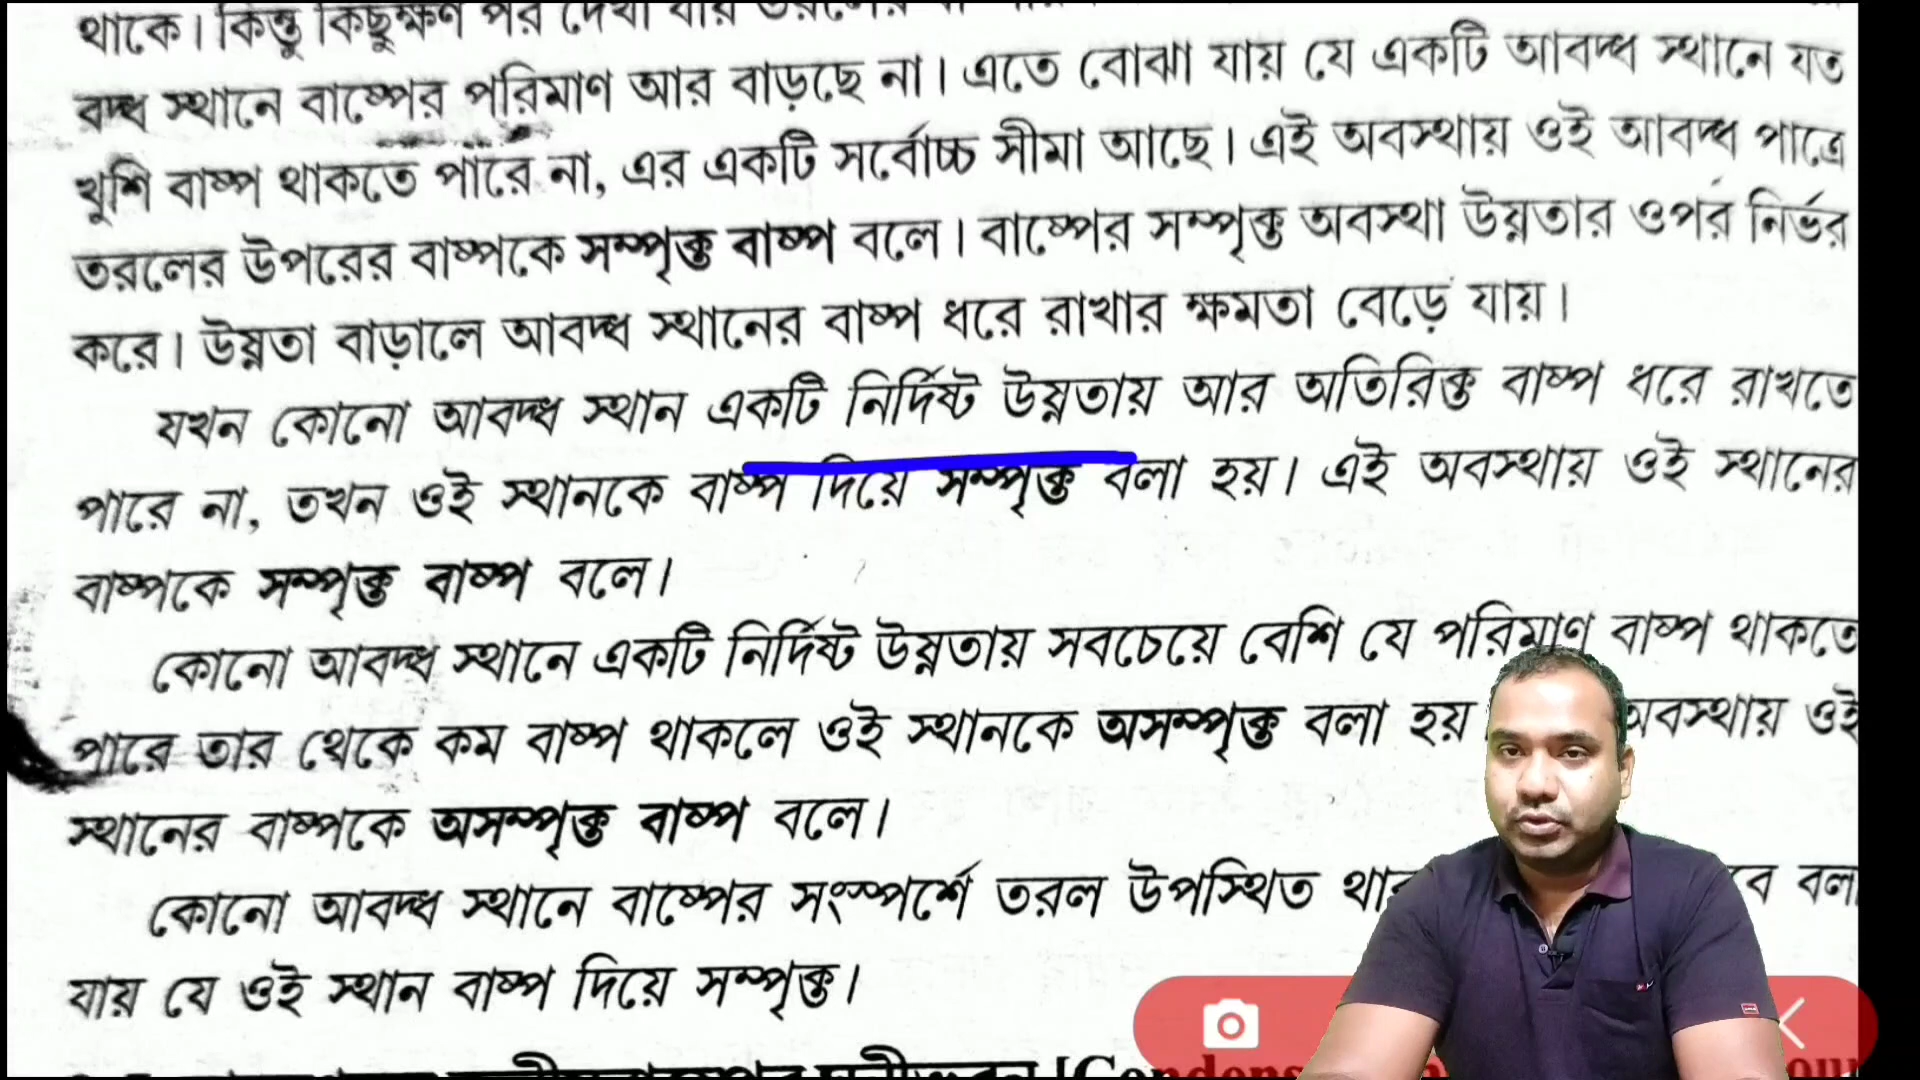 থাকে। কিন্তু কিছুক্ষণ পর দেখা যায়
বদ্ধ স্থানে বাষ্পের পরিমাণ আর বাড়ছে না। এতে বোঝা যায় যে একটি আবদ্ধ স্থানে যত
খুশি বাষ্প থাকতে পারে না, এর একটি সর্বোচ্চ সীমা আছে। এই অবস্থায় ওই আবদ্ধ পাত্রে
তরলের উপরের বাষ্পকে সম্পৃক্ত বাষ্প বলে। বাষ্পের সম্পৃক্ত অবস্থা উষ্ণতার ওপর নির্ভর
করে। উষ্ণতা বাড়ালে আবদ্ধ স্থানের বাষ্প ধরে রাখার ক্ষমতা বেড়ে যায়।
যখন কোনো আবদ্ধ স্থান একটি নির্দিষ্ট উষ্ণতায় আর অতিরিক্ত বাষ্প ধরে রাখতে
পারে না, তখন ওই স্থানকে বাষ্প দিয়ে সম্পৃক্ত বলা হয়। এই অবস্থায় ওই স্থানের
বাষ্পকে সম্পৃক্ত বাষ্প বলে।
কোনো আবদ্ধ স্থানে একটি নির্দিষ্ট উষ্ণতায় সবচেয়ে বেশি যে পরিমাণ বাষ্প থাকতে
পারে তার থেকে কম বাষ্প থাকলে ওই স্থানকে অসম্পৃক্ত বলা হয় অবস্থায় ওই
স্থানের বাষ্পকে অসম্পৃক্ত বাষ্প বলে।
কোনো আবদ্ধ স্থানে বাষ্পের সংস্পর্শে তরল উপস্থিত বলা
যায় যে ওই স্থান বাষ্প দিয়ে সম্পৃক্ত।